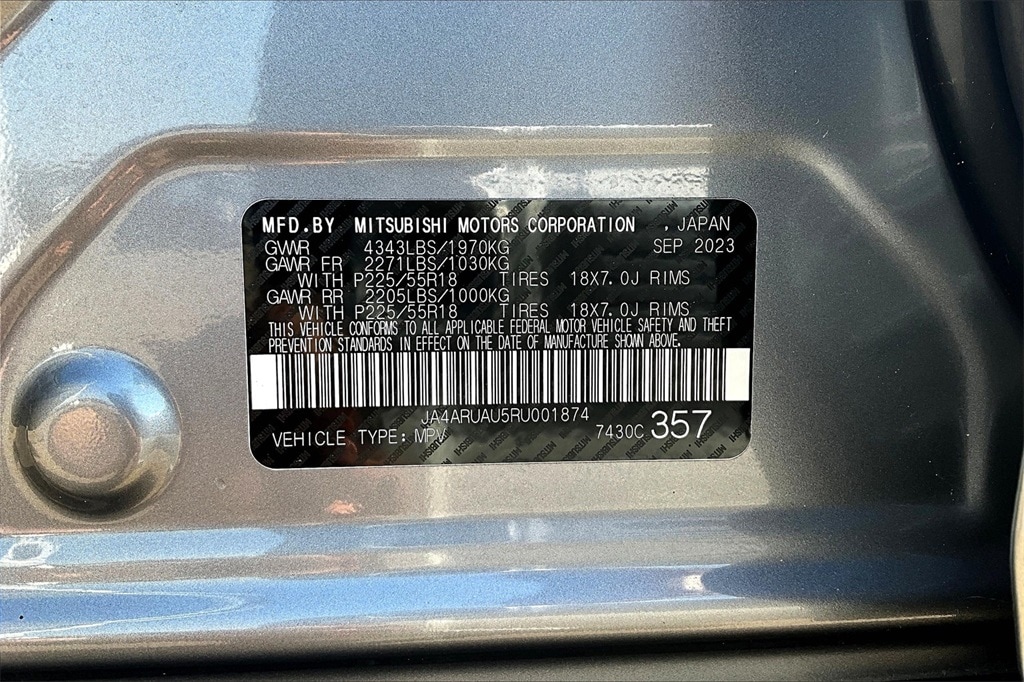 MFD.BY MITSUBISHI MOTORS CORPORATION , JAPAN
GVWR 4343LBS/1970KG SEP 2023
GAWR FR 2271LBS/1030KG
WITH P225/55R18 TIRES 18X7.0J RIMS
GAWR RR 2205LBS/1000KG
WITH P225/55R18 TIRES 18X7.0J RIMS
THIS VEHICLE CONFORMS TO ALL APPLICABLE FEDERAL MOTOR VEHICLE SAFETY AND THEFT
PREVENTION STANDARDS IN EFFECT ON THE DATE OF MANUFACTURE SHOWN ABOVE.
JA4ARUAU5RU001874
VEHICLE TYPE: MPV 7430C 357